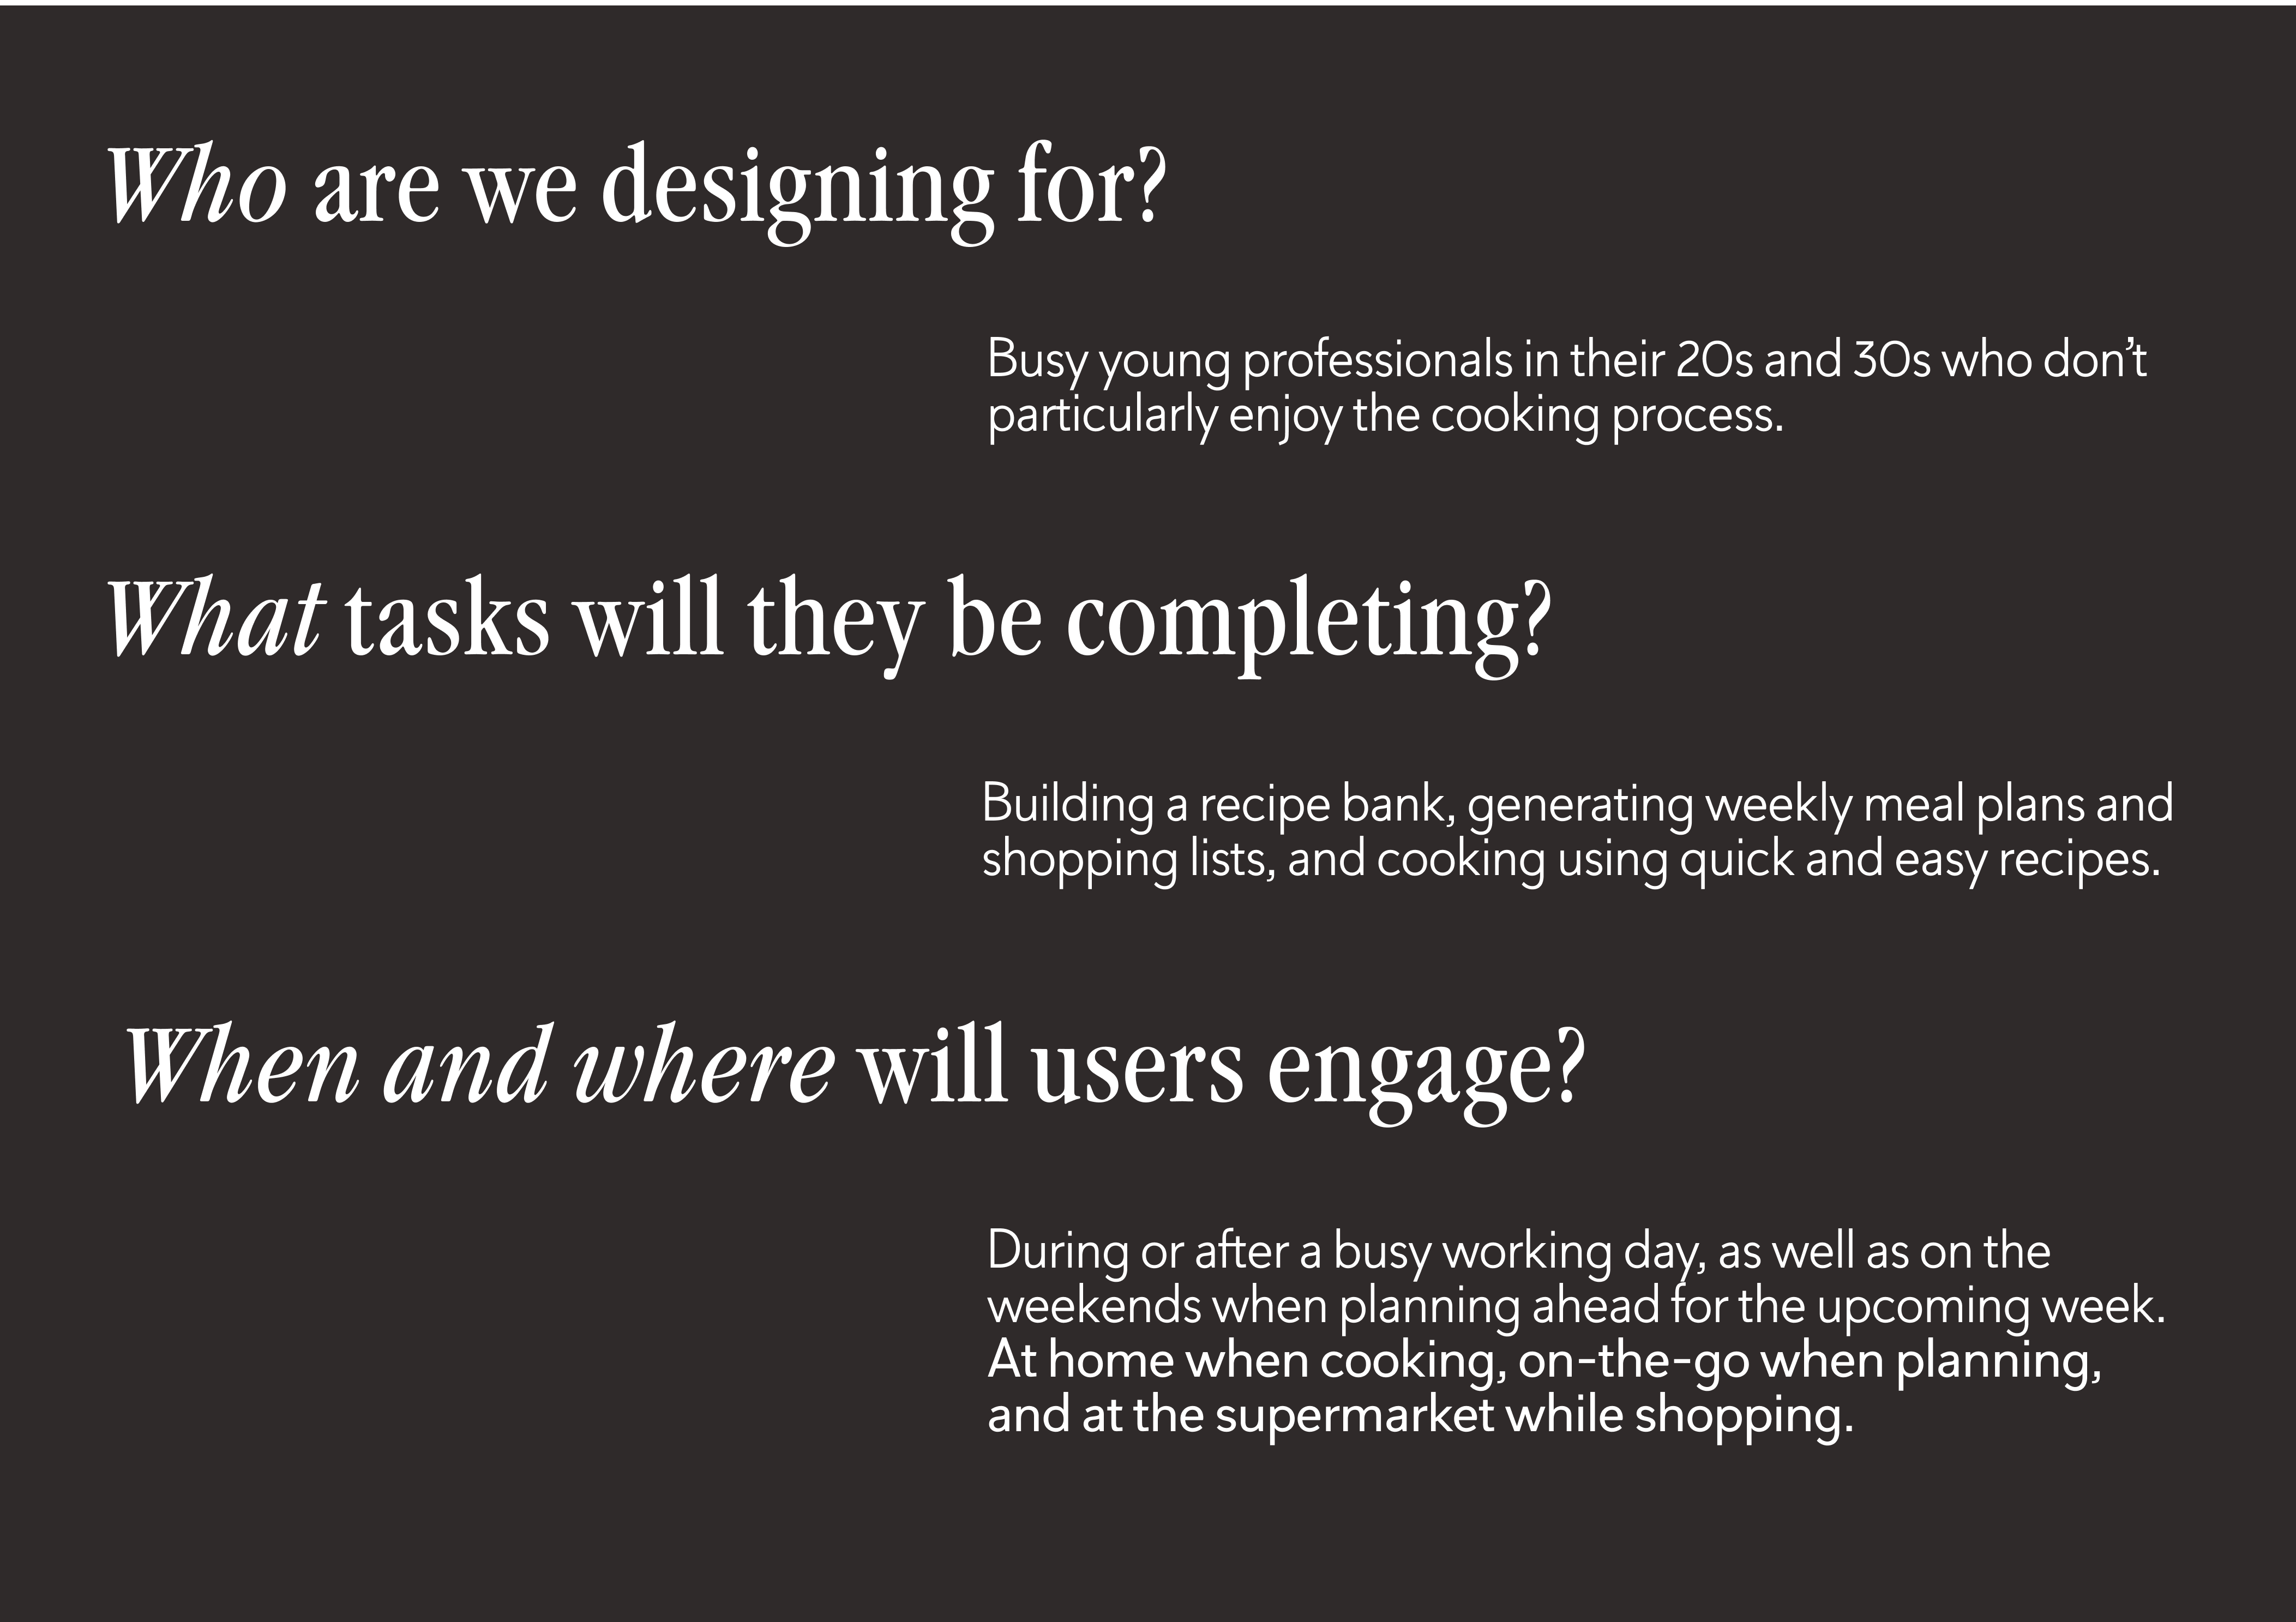 Who are we designing for?
Busy young professionals in their 20s and 30s who don’t
particularly enjoy the cooking process.
What tasks will they be completing?
Building a recipe bank, generating weekly meal plans and
shopping lists, and cooking using quick and easy recipes.
When and where will users engage?
During or after a busy working day, as well as on the
weekends when planning ahead for the upcoming week.
At home when cooking, on-the-go when planning,
and at the supermarket while shopping.